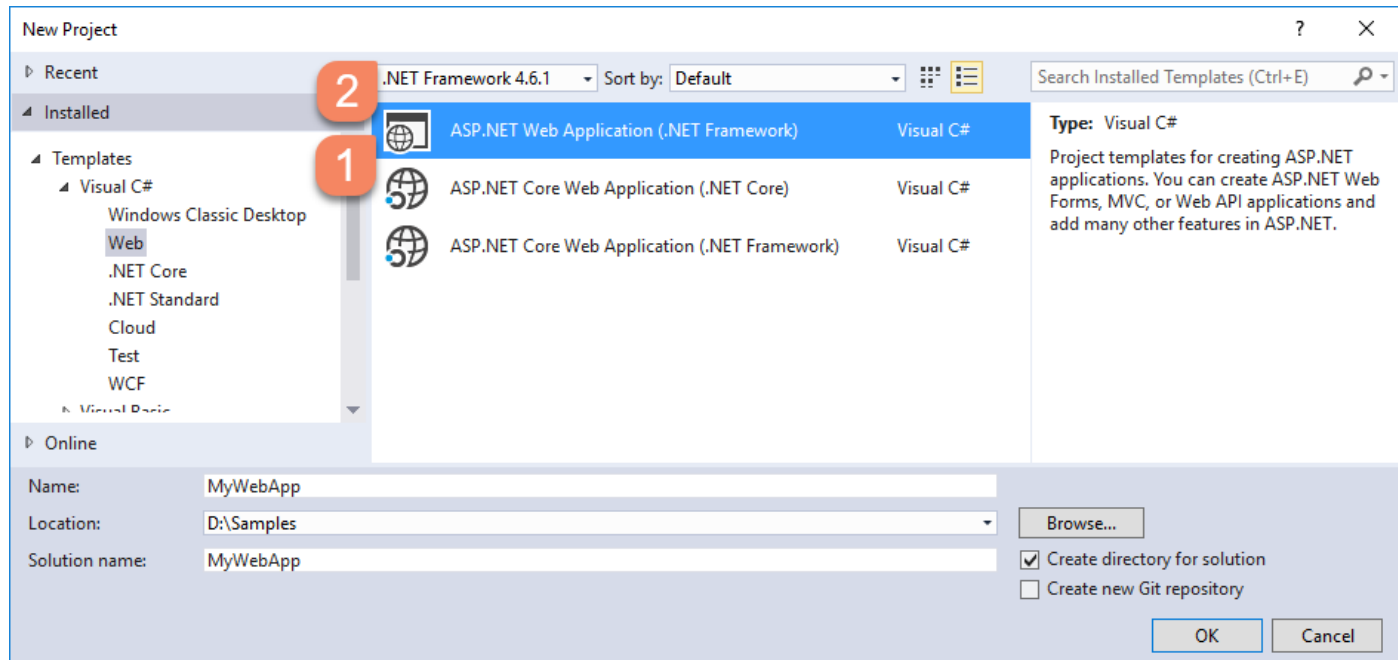 New Project
?
Recent
.NET Framework 4.6.1
Sort by: Default
Search Installed Templates (Ctrl+E)
2
Installed
ASP.NET Web Application (.NET Framework) Visual C#
Type: Visual C#
1
Templates
Project templates for creating ASP.NET
applications. You can create ASP.NET Web
Forms, MVC, or Web API applications and
add many other features in ASP.NET.
Visual C#
ASP.NET Core Web Application (.NET Core) Visual C#
Windows Classic Desktop
Web
ASP.NET Core Web Application (.NET Framework) Visual C#
.NET Core
.NET Standard
Cloud
Test
WCF
Visual Basic
Online
Name: MyWebApp
Location: D:\Samples
Browse...
Solution name: MyWebApp
Create directory for solution
Create new Git repository
OK
Cancel